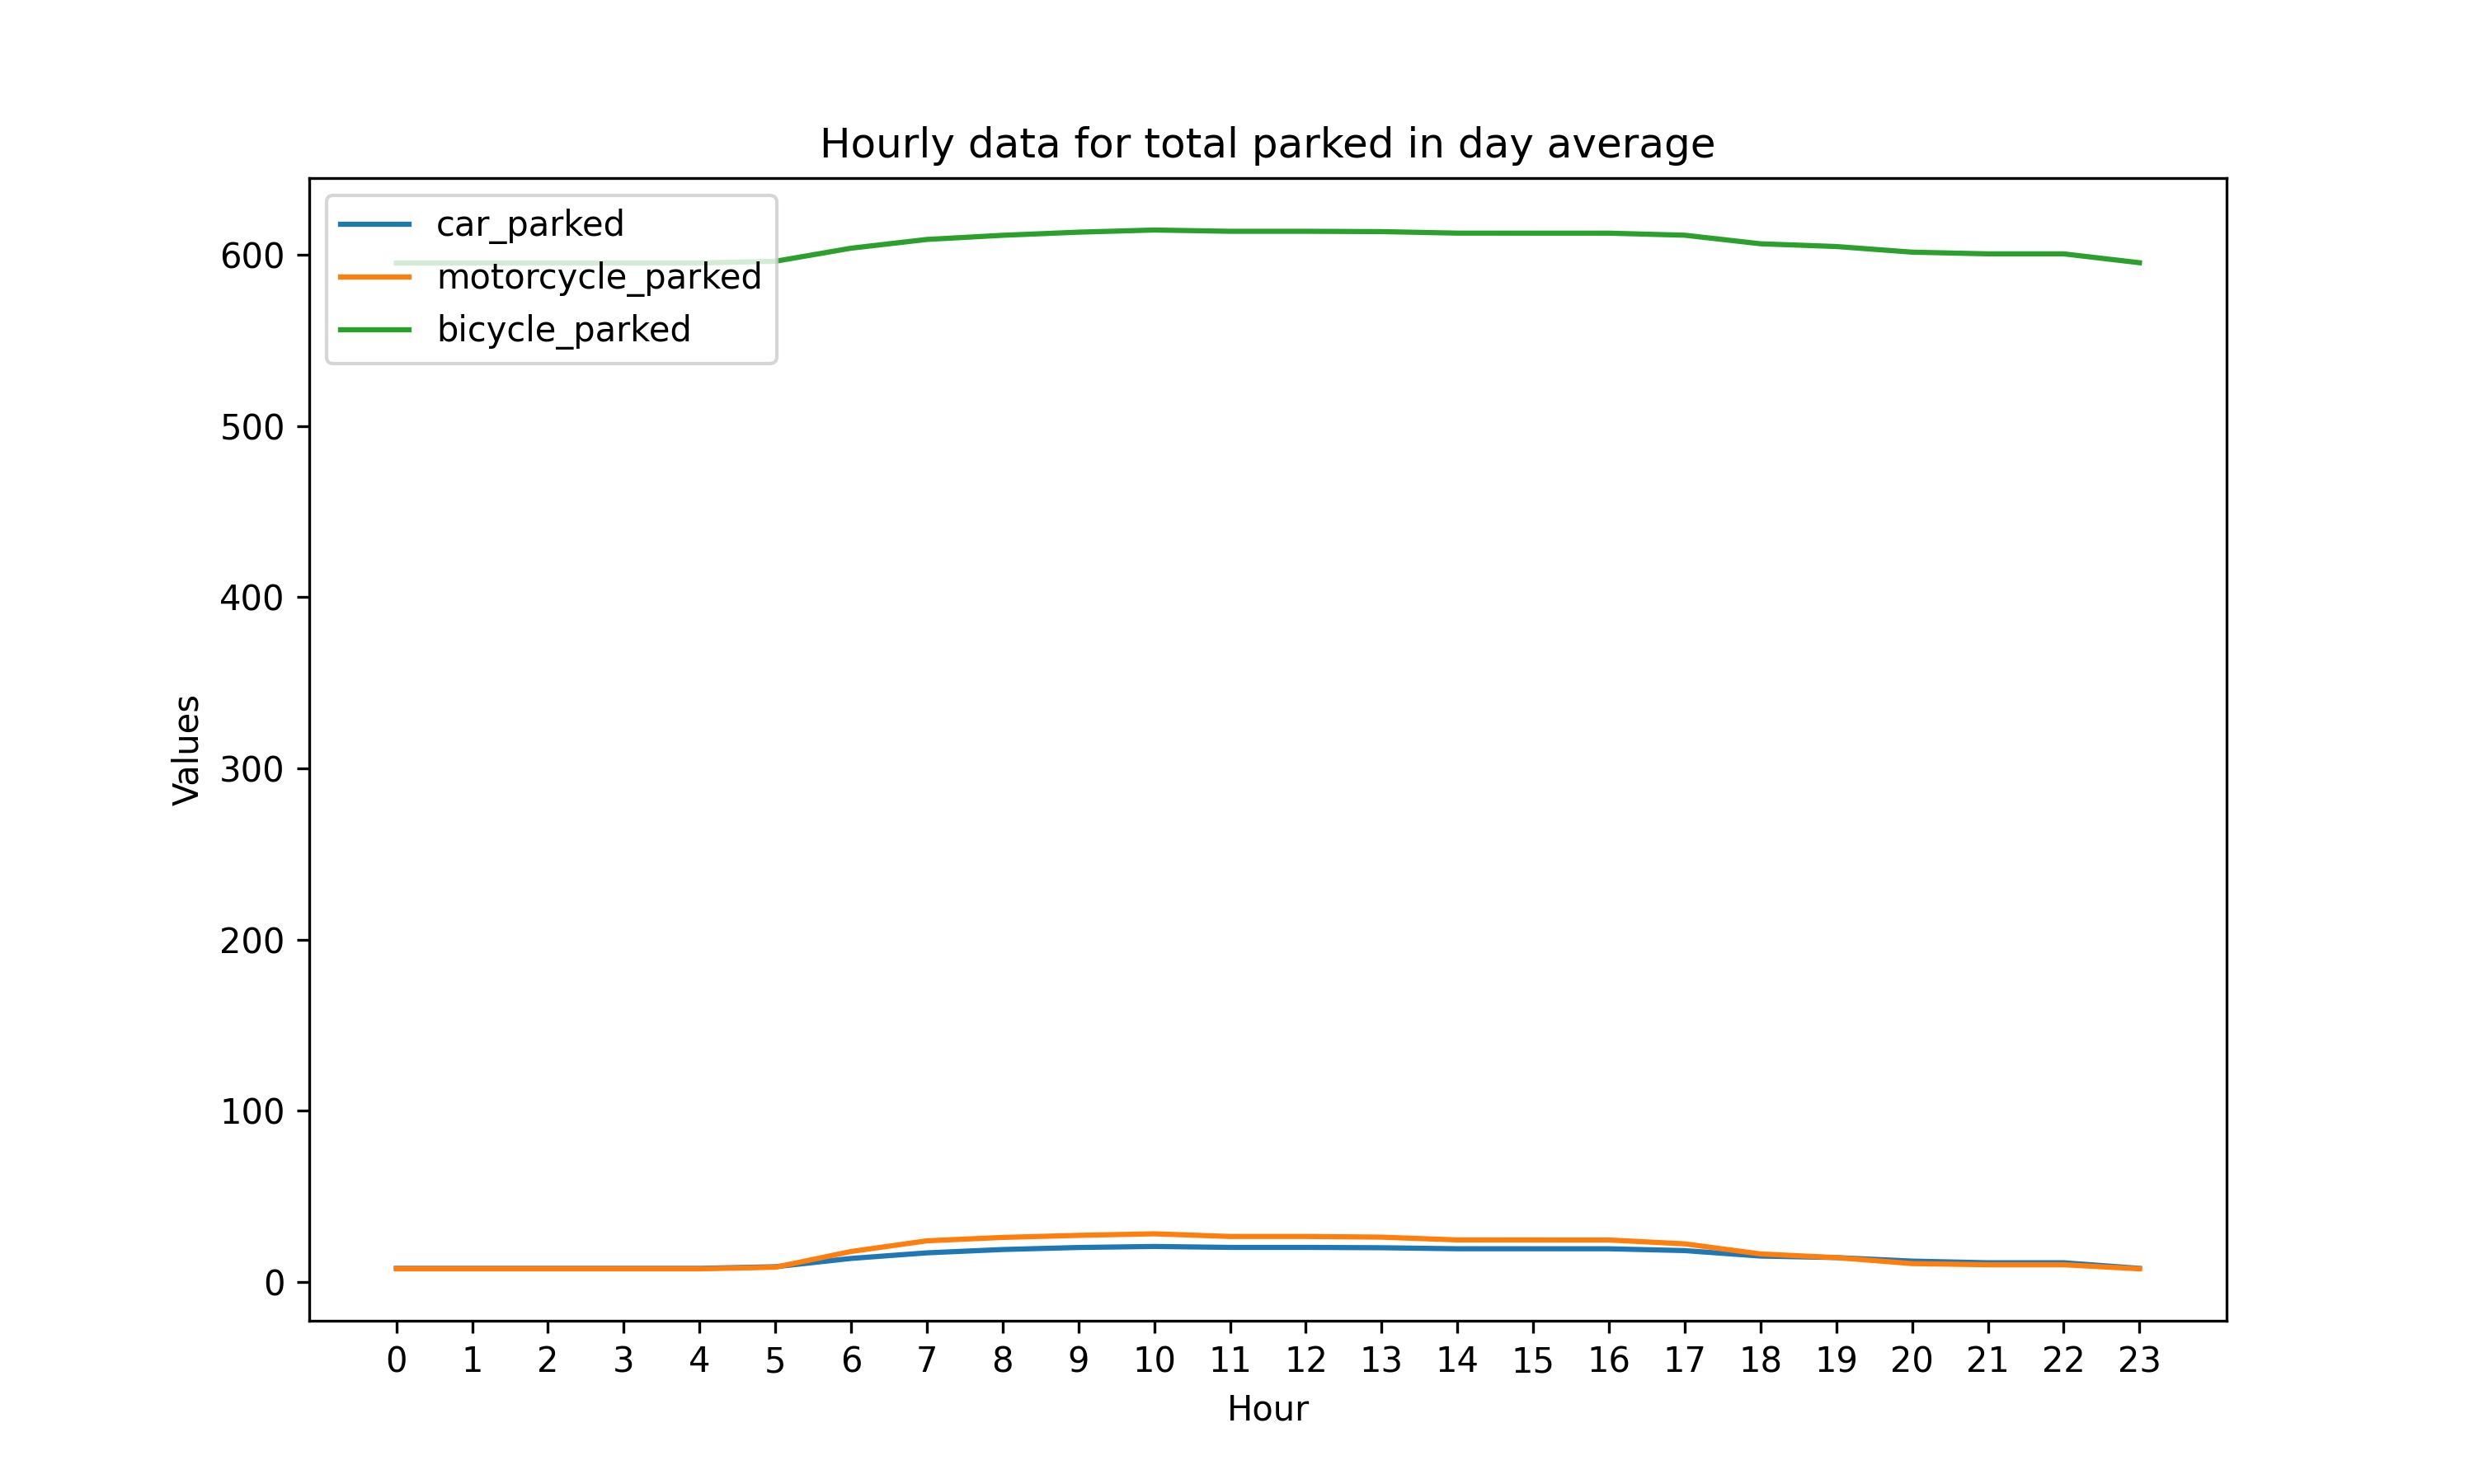 Hourly data for total parked in day average
car_parked
motorcycle_parked
bicycle_parked
600
500
400
300
200
100
0
Values
0 1 2 3 4 5 6 7 8 9 10 11 12 13 14 15 16 17 18 19 20 21 22 23
Hour